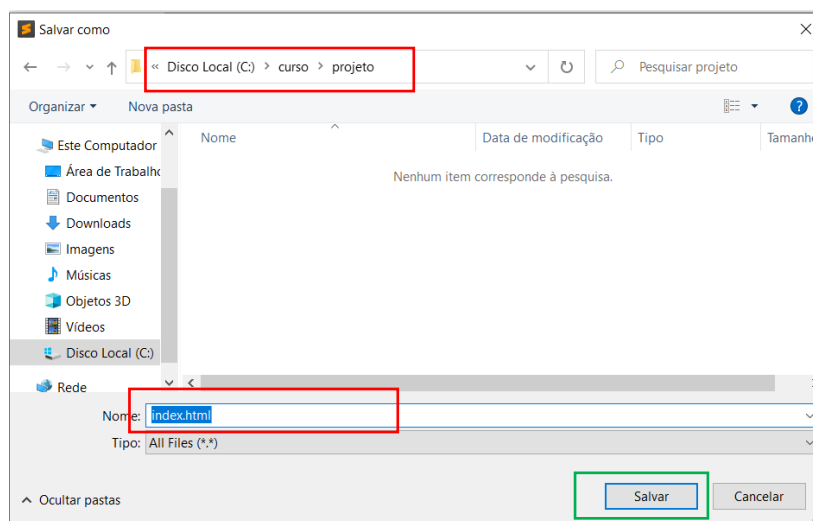 Salvar como
« Disco Local (C:) > curso > projeto
Pesquisar projeto
Organizar
Nova pasta
?
Nome
Data de modificação
Tipo
Tamanho
Nenhum item corresponde à pesquisa.
Este Computador
Área de Trabalho
Documentos
Downloads
Imagens
Músicas
Objetos 3D
Vídeos
Disco Local (C:)
Rede
Nome: index.html
Tipo: All Files (*.*)
Ocultar pastas
Salvar
Cancelar